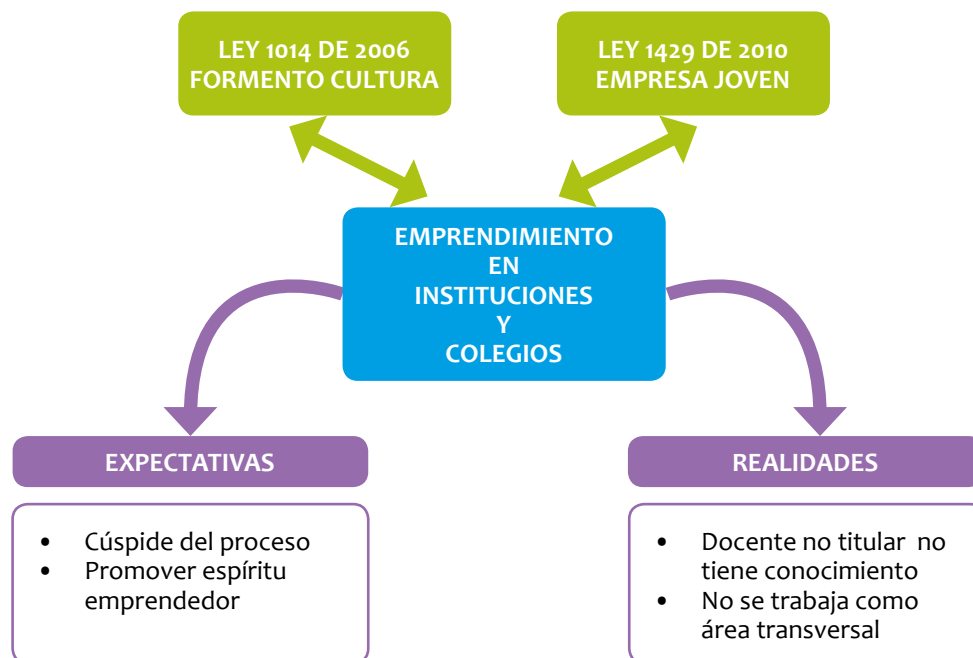 LEY 1014 DE 2006
FORMENTO CULTURA
LEY 1429 DE 2010
EMPRESA JOVEN
EMPRENDIMIENTO
EN
INSTITUCIONES
Y
COLEGIOS
EXPECTATIVAS
• Cúspide del proceso
• Promover espíritu
emprendedor
REALIDADES
• Docente no titular no
tiene conocimiento
• No se trabaja como
área transversal